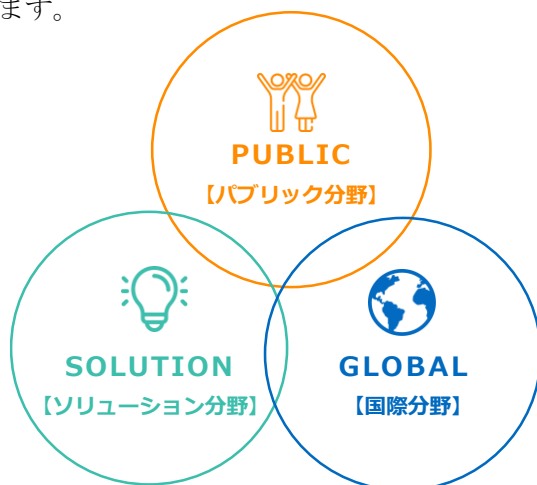 ます。
PUBLIC
【パブリック分野】
SOLUTION
【ソリューション分野】
GLOBAL
【国際分野】